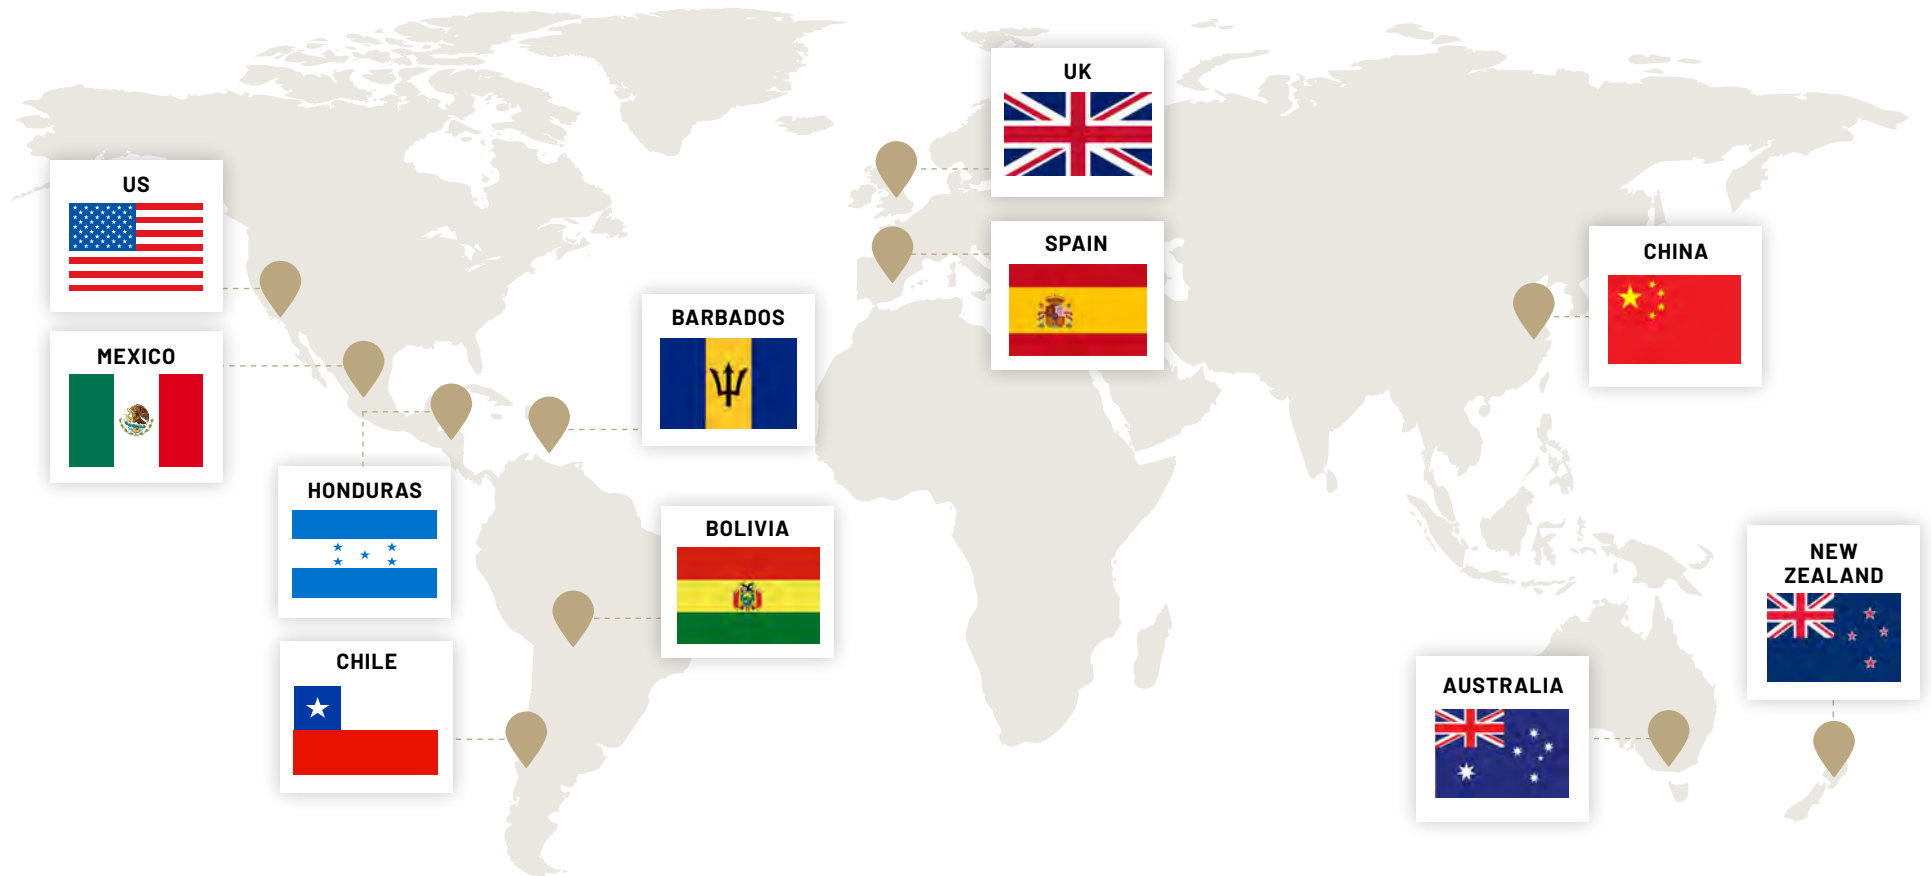 UK
US
SPAIN
CHINA
BARBADOS
MEXICO
HONDURAS
BOLIVIA
NEW
ZEALAND
CHILE
AUSTRALIA